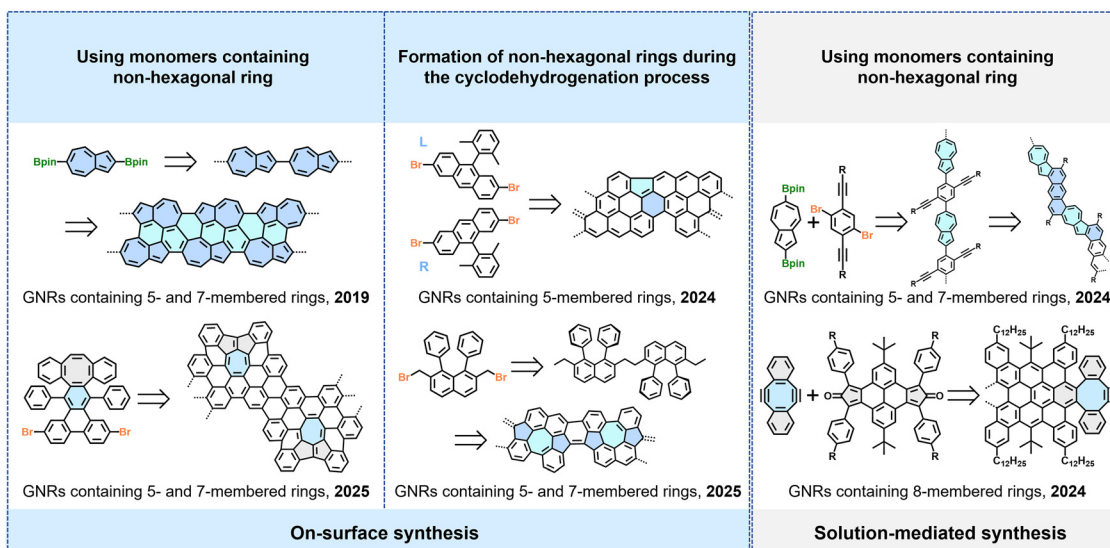 Using monomers containing
non-hexagonal ring
Formation of non-hexagonal rings during
the cyclodehydrogenation process
Using monomers containing
non-hexagonal ring
Bpin
Bpin
GNRs containing 5- and 7-membered rings, 2019
L
Br
Br
Br
Br
R
GNRs containing 5-membered rings, 2024
Bpin
Bpin
+
R
Br
Br
R
R
R
R
R
R
R
R
R
GNRs containing 5- and 7-membered rings, 2024
Br
Br
GNRs containing 5- and 7-membered rings, 2025
Br
Br
GNRs containing 5- and 7-membered rings, 2025
+
R
R
O
O
R
R
C12H25
C12H25
C12H25
C12H25
GNRs containing 8-membered rings, 2024
On-surface synthesis
Solution-mediated synthesis